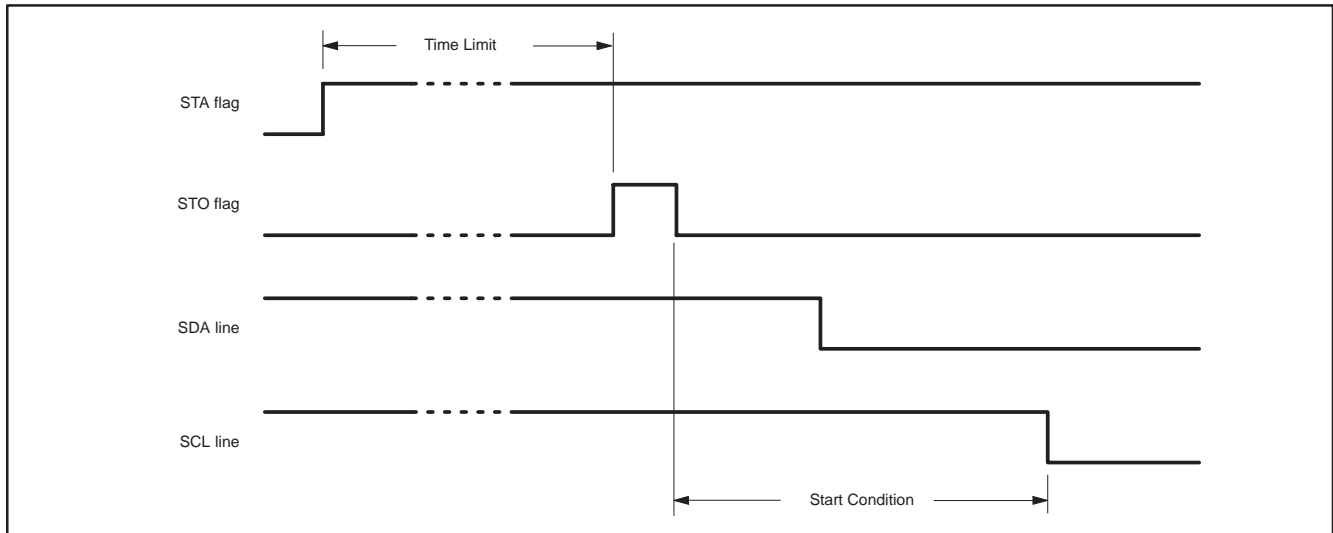 Time Limit
STA flag
STO flag
SDA line
SCL line
Start Condition